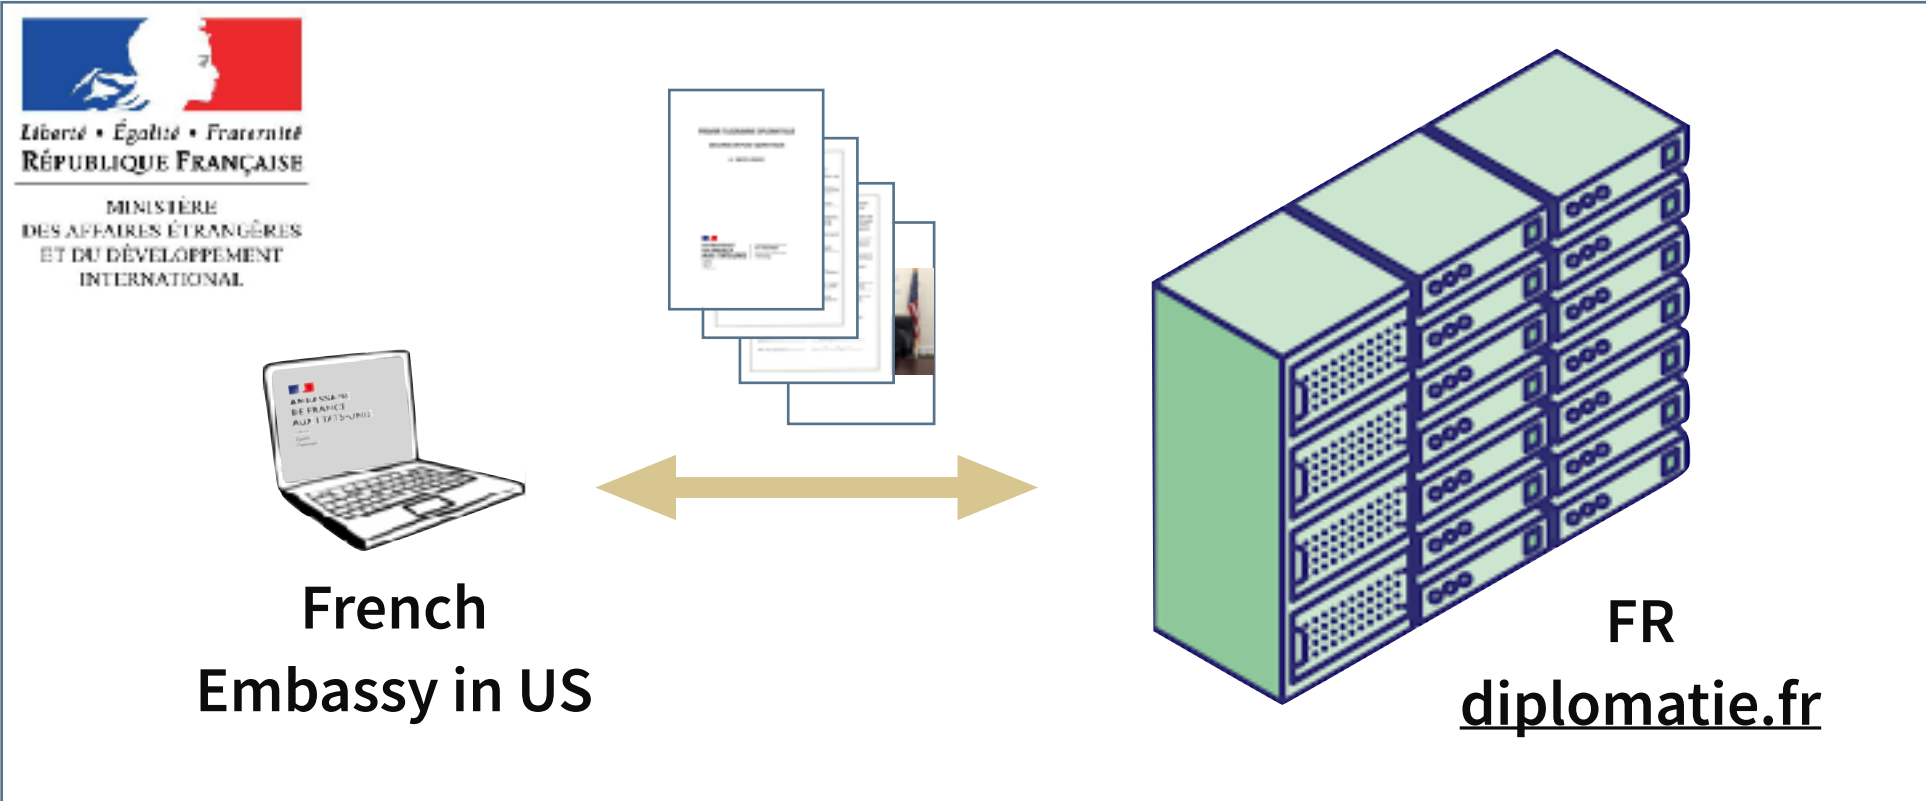 Liberté • Égalité • Fraternité
RÉPUBLIQUE FRANÇAISE
MINISTÈRE
DES AFFAIRES ÉTRANGÈRES
ET DU DÉVELOPPEMENT
INTERNATIONAL
AMBASSADE
DE FRANCE
AUX ÉTATS-UNIS
French
Embassy in US
FR
diplomatie.fr